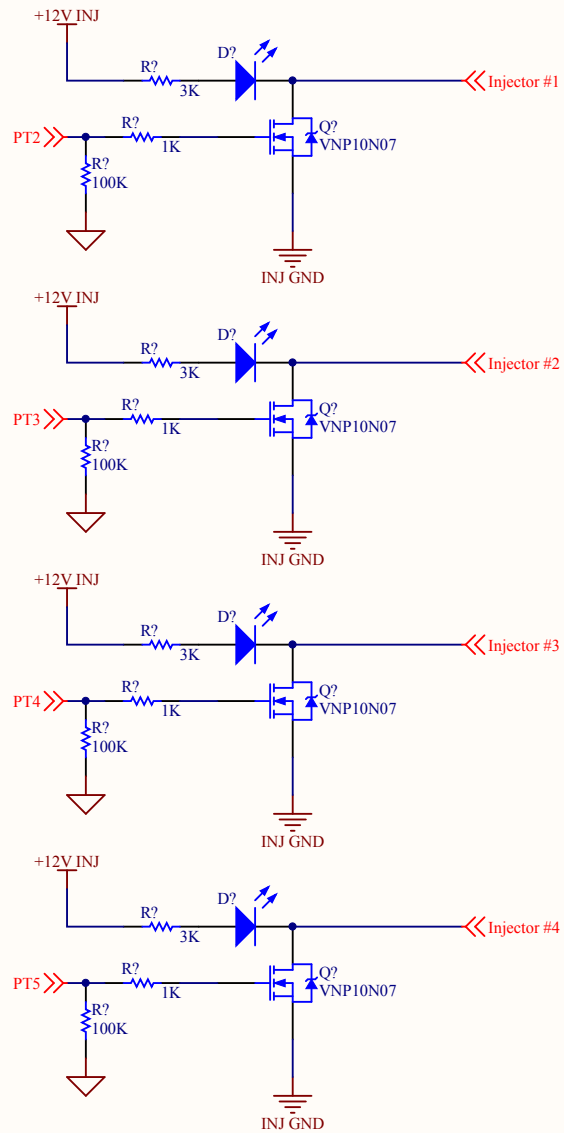 +12V INJ
D?
R?
3K
Injector #1
R?
Q?
PT2
1K
VNP10N07
R?
100K
INJ GND
+12V INJ
D?
R?
3K
Injector #2
R?
Q?
PT3
1K
VNP10N07
R?
100K
INJ GND
+12V INJ
D?
R?
3K
Injector #3
R?
Q?
PT4
1K
VNP10N07
R?
100K
INJ GND
+12V INJ
D?
R?
3K
Injector #4
R?
Q?
PT5
1K
VNP10N07
R?
100K
INJ GND